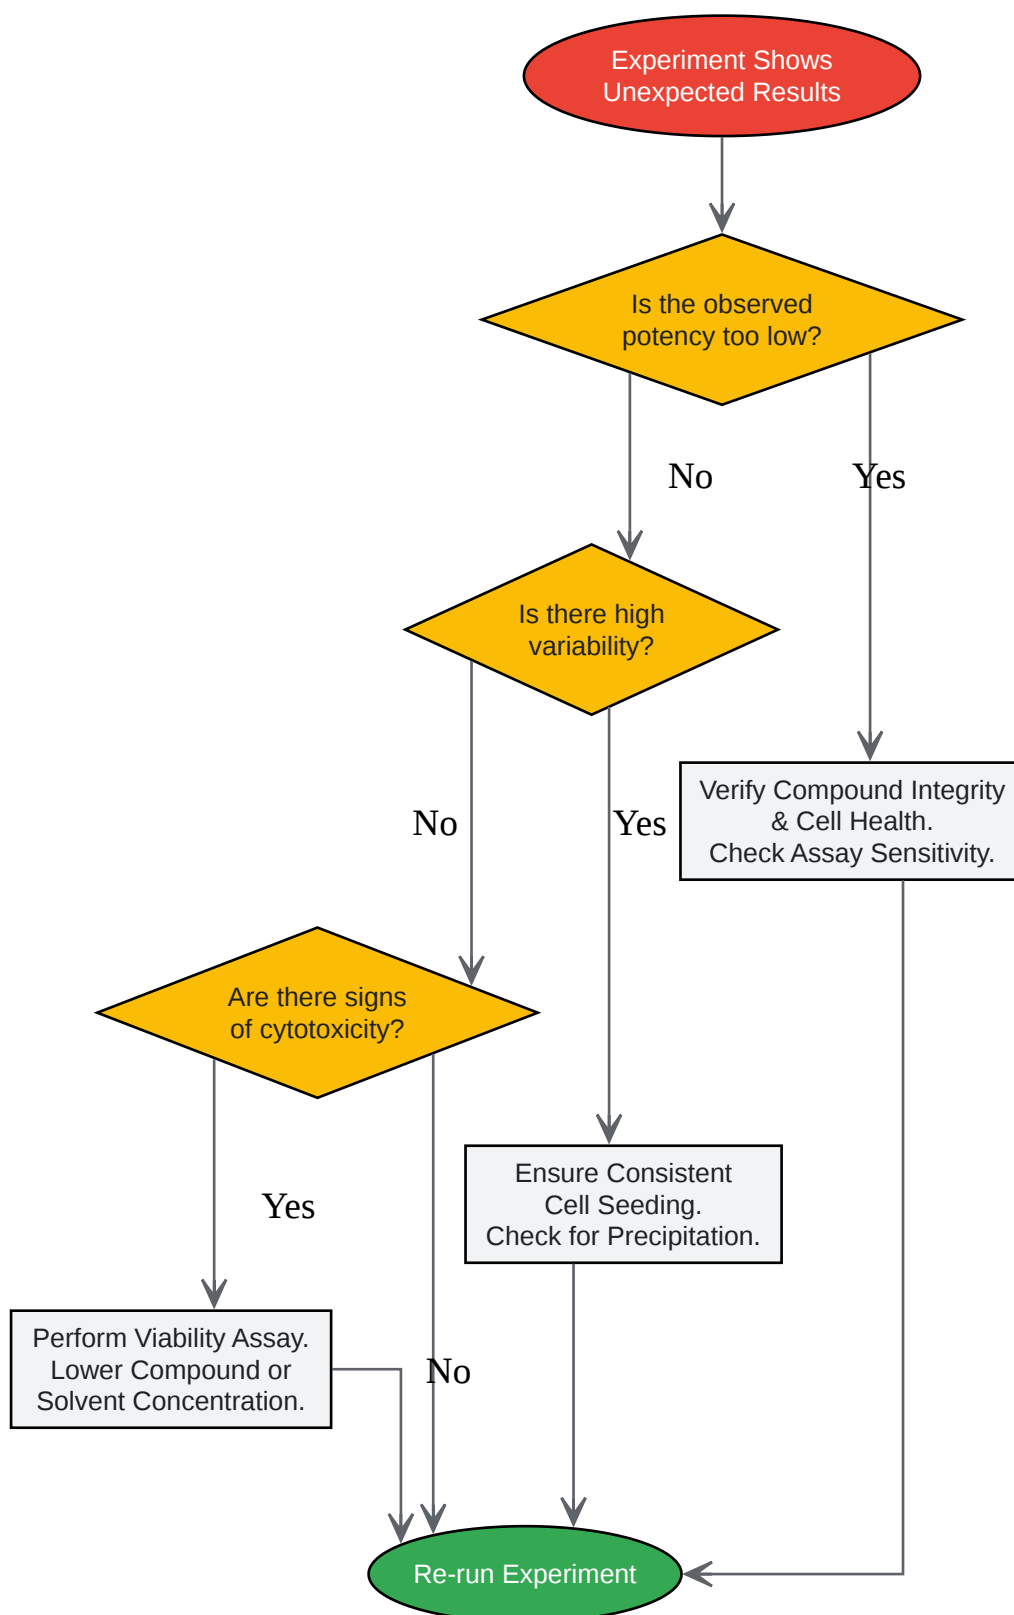 Experiment Shows
Unexpected Results
Is the observed
potency too low?
No
Yes
Is there high
variability?
No
Yes
Verify Compound Integrity
& Cell Health.
Check Assay Sensitivity.
Are there signs
of cytotoxicity?
Yes
Ensure Consistent
Cell Seeding.
Check for Precipitation.
Perform Viability Assay.
Lower Compound or
Solvent Concentration.
No
Re-run Experiment